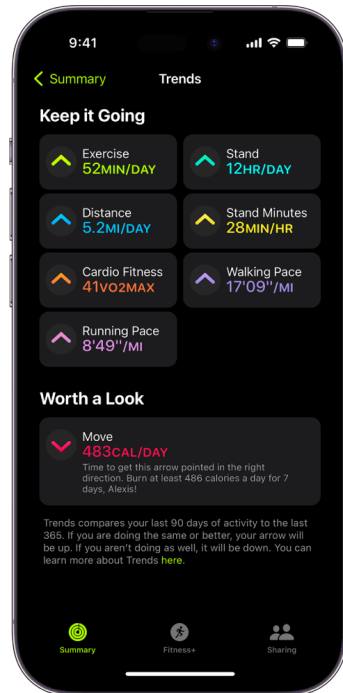 9:41
Summary
Trends
Keep it Going
Exercise
52MIN/DAY
Stand
12HR/DAY
Distance
5.2MI/DAY
Stand Minutes
28MIN/HR
Cardio Fitness
41VO2MAX
Walking Pace
17'09''/MI
Running Pace
8'49''/MI
Worth a Look
Move
483CAL/DAY
Time to get this arrow pointed in the right
direction. Burn at least 486 calories a day for 7
days, Alexis!
Trends compares your last 90 days of activity to the last
365. If you are doing the same or better, your arrow will
be up. If you aren't doing as well, it will be down. You can
learn more about Trends here.
Summary
Fitness+
Sharing